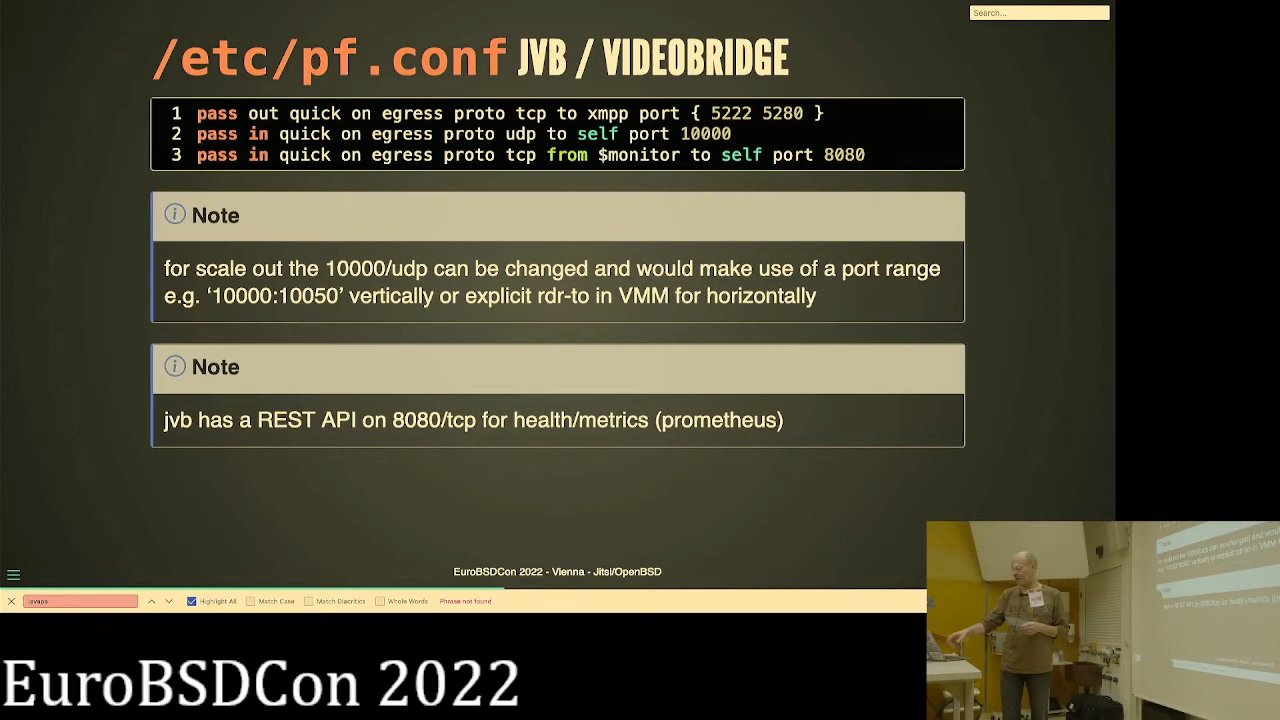 Search...
/etc/pf.conf JVB / VIDEOBRIDGE
1 pass out quick on egress proto tcp to xmpp port { 5222 5280 }
2 pass in quick on egress proto udp to self port 10000
3 pass in quick on egress proto tcp from $monitor to self port 8080
Note
for scale out the 10000/udp can be changed and would make use of a port range
e.g. ‘10000:10050’ vertically or explicit rdr-to in VMM for horizontally
Note
jvb has a REST API on 8080/tcp for health/metrics (prometheus)
EuroBSDCon 2022 - Vienna - Jitsi/OpenBSD
Highlight All Match Case Match Diacritics Whole Words Phrase not found
EuroBSDCon 2022